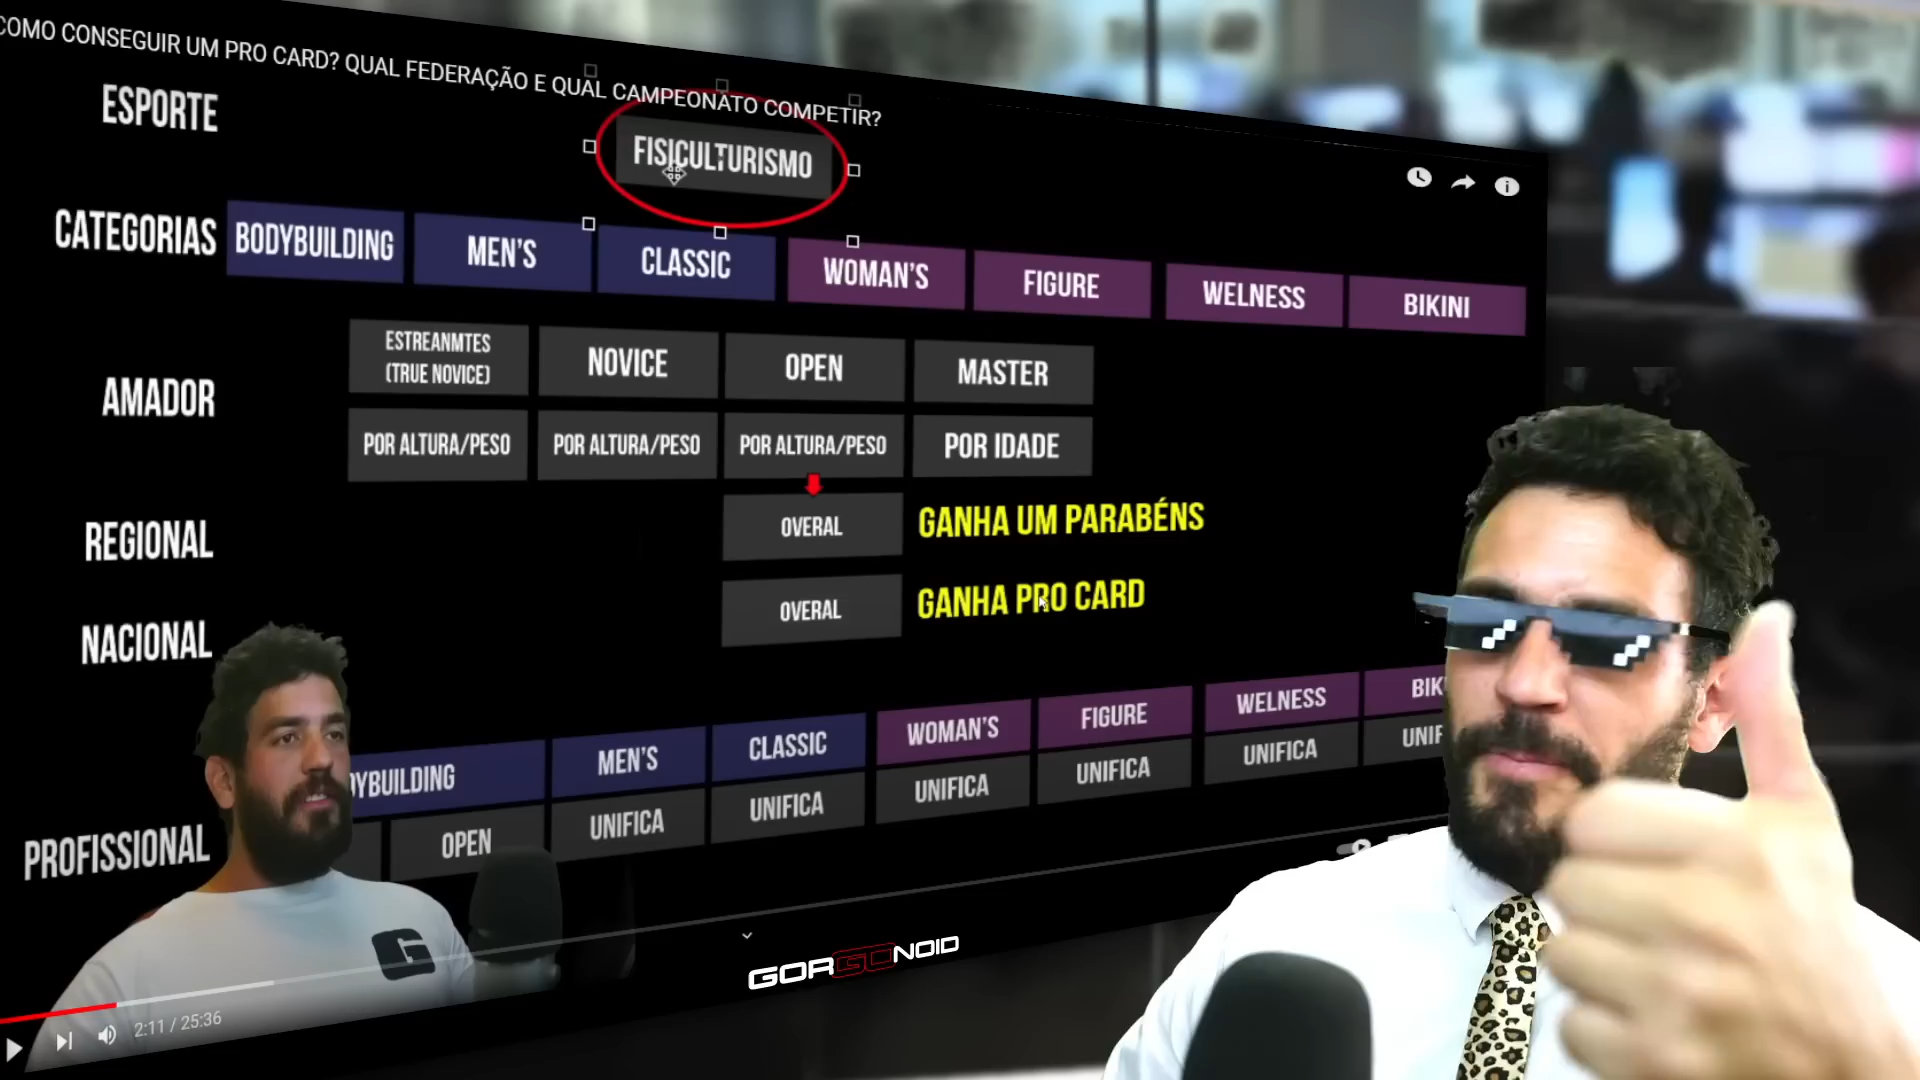 COMO CONSEGUIR UM PRO CARD? QUAL FEDERAÇÃO E QUAL CAMPEONATO COMPETIR?
ESPORTE
FISICULTURISMO
CATEGORIAS
BODYBUILDING
MEN'S
CLASSIC
WOMAN'S
FIGURE
WELNESS
BIKINI
AMADOR
ESTREANMTES
(TRUE NOVICE)
NOVICE
OPEN
MASTER
POR ALTURA/PESO
POR ALTURA/PESO
POR ALTURA/PESO
POR IDADE
REGIONAL
OVERAL
GANHA UM PARABÉNS
NACIONAL
OVERAL
GANHA PRO CARD
PROFISSIONAL
DYBUILDING
MEN'S
CLASSIC
WOMAN'S
FIGURE
WELNESS
BIK
OPEN
UNIFICA
UNIFICA
UNIFICA
UNIFICA
UNIFICA
UNIF
G
GORGONOID
2:11 / 25:36